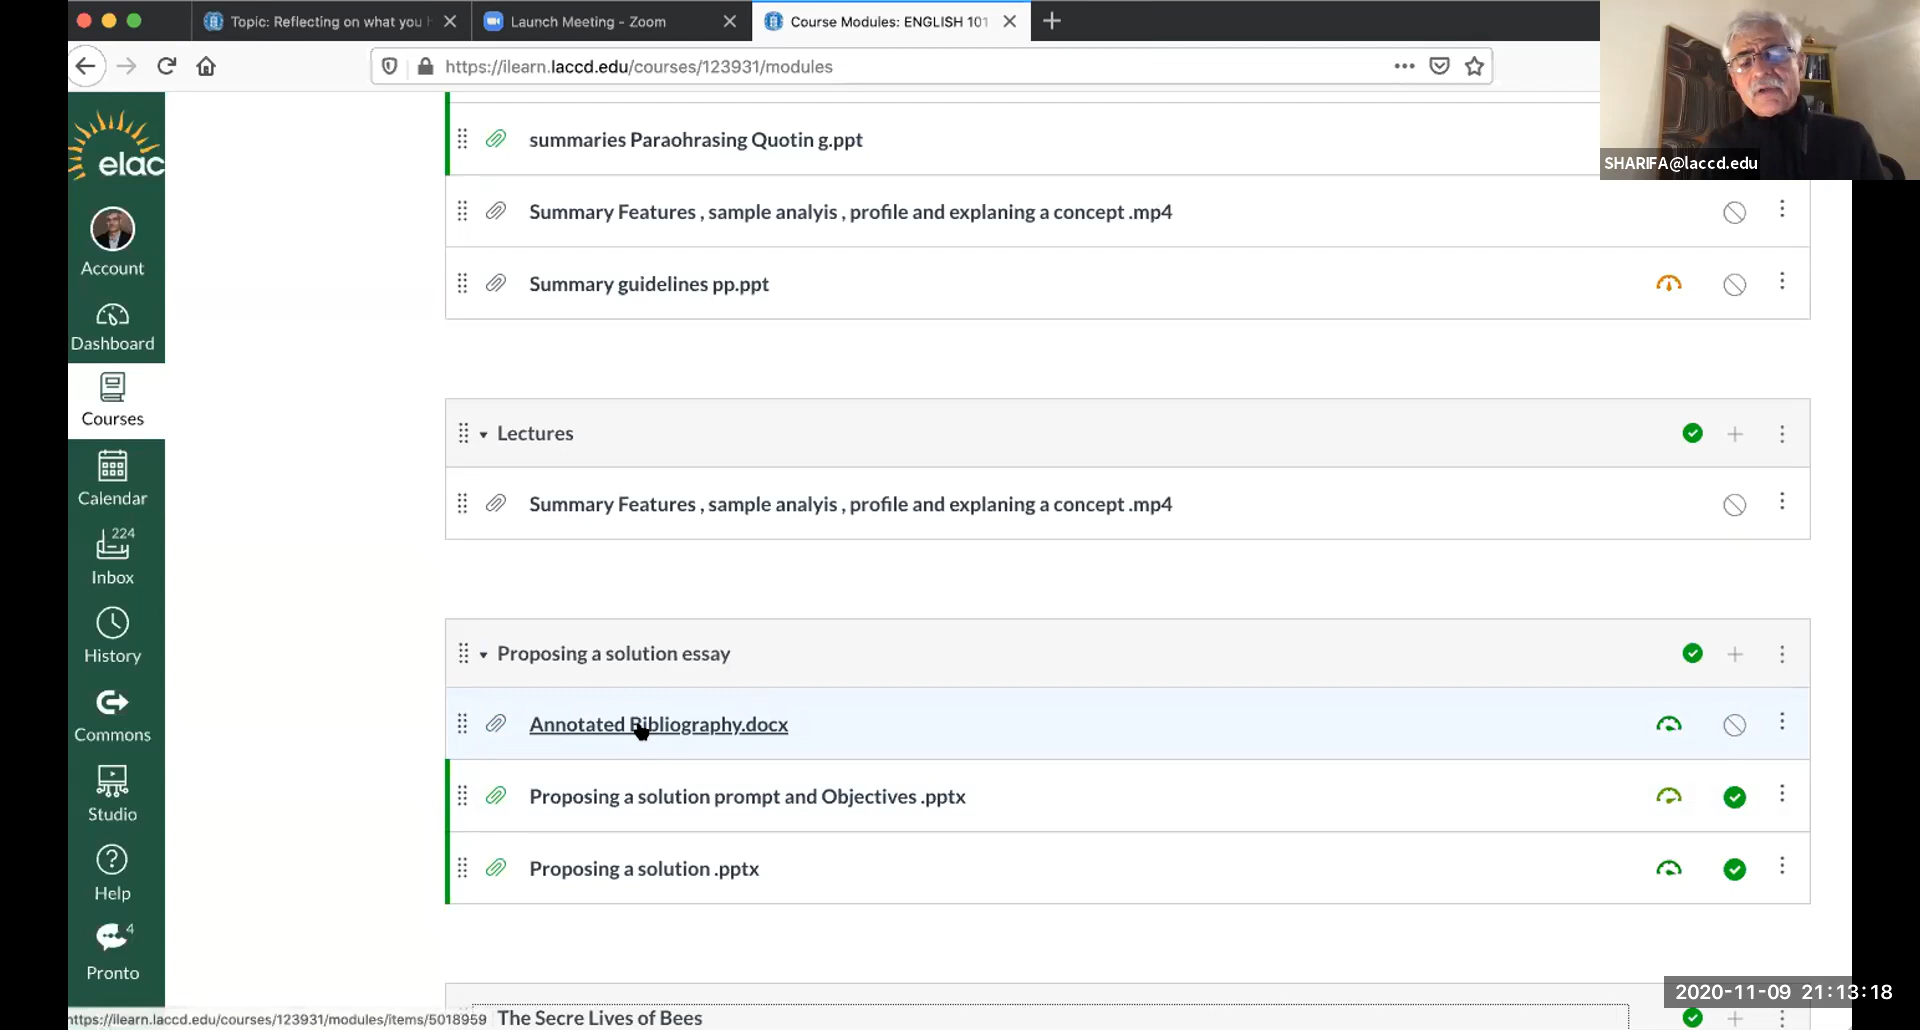 Topic: Reflecting on what you
Launch Meeting - Zoom
Course Modules: ENGLISH 101
https://ilearn.laccd.edu/courses/123931/modules
SHARIFA@laccd.edu
elac
Account
Dashboard
Courses
Calendar
224
Inbox
History
Commons
Studio
Help
4
Pronto
summaries Paraohrasing Quotin g.ppt
Summary Features , sample analyis , profile and explaning a concept .mp4
Summary guidelines pp.ppt
Lectures
Summary Features , sample analyis , profile and explaning a concept .mp4
Proposing a solution essay
Annotated Bibliography.docx
Proposing a solution prompt and Objectives .pptx
Proposing a solution .pptx
The Secre Lives of Bees
https://ilearn.laccd.edu/courses/123931/modules/items/5018959
2020-11-09 21:13:18